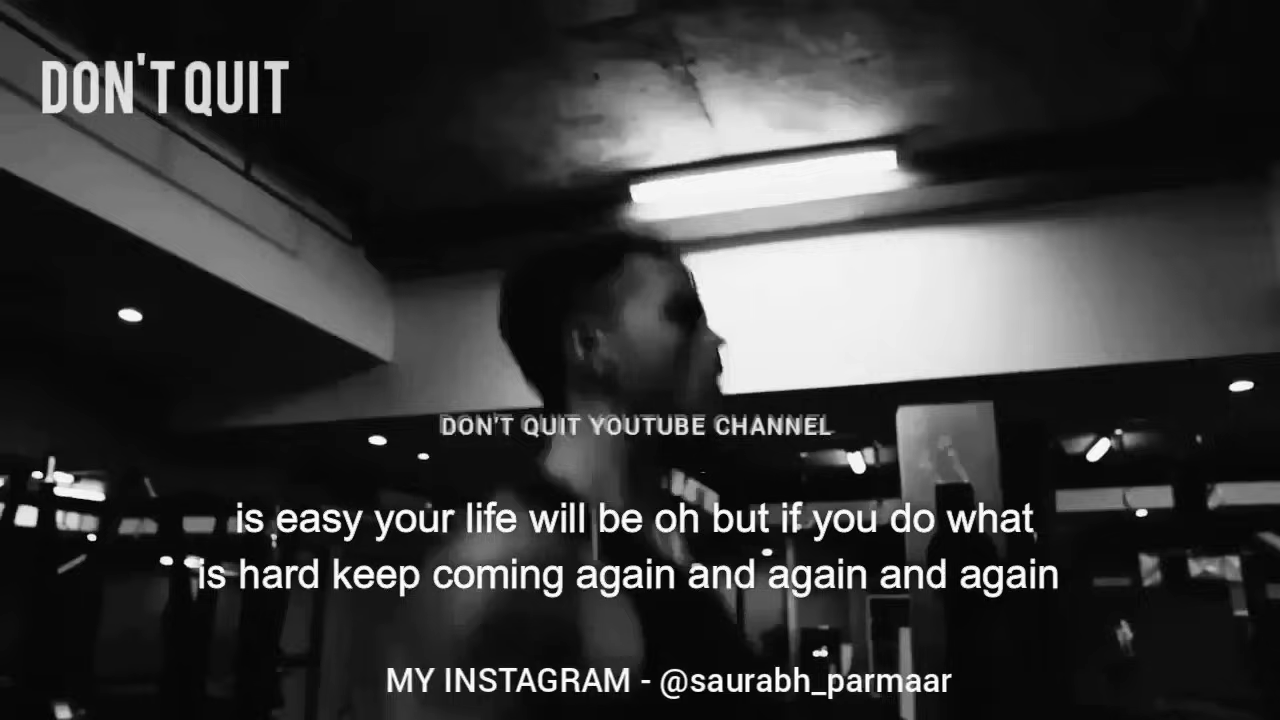 DON'T QUIT
DON'T QUIT YOUTUBE CHANNEL
is easy your life will be oh but if you do what
is hard keep coming again and again and again
MY INSTAGRAM - @saurabh_parmaar